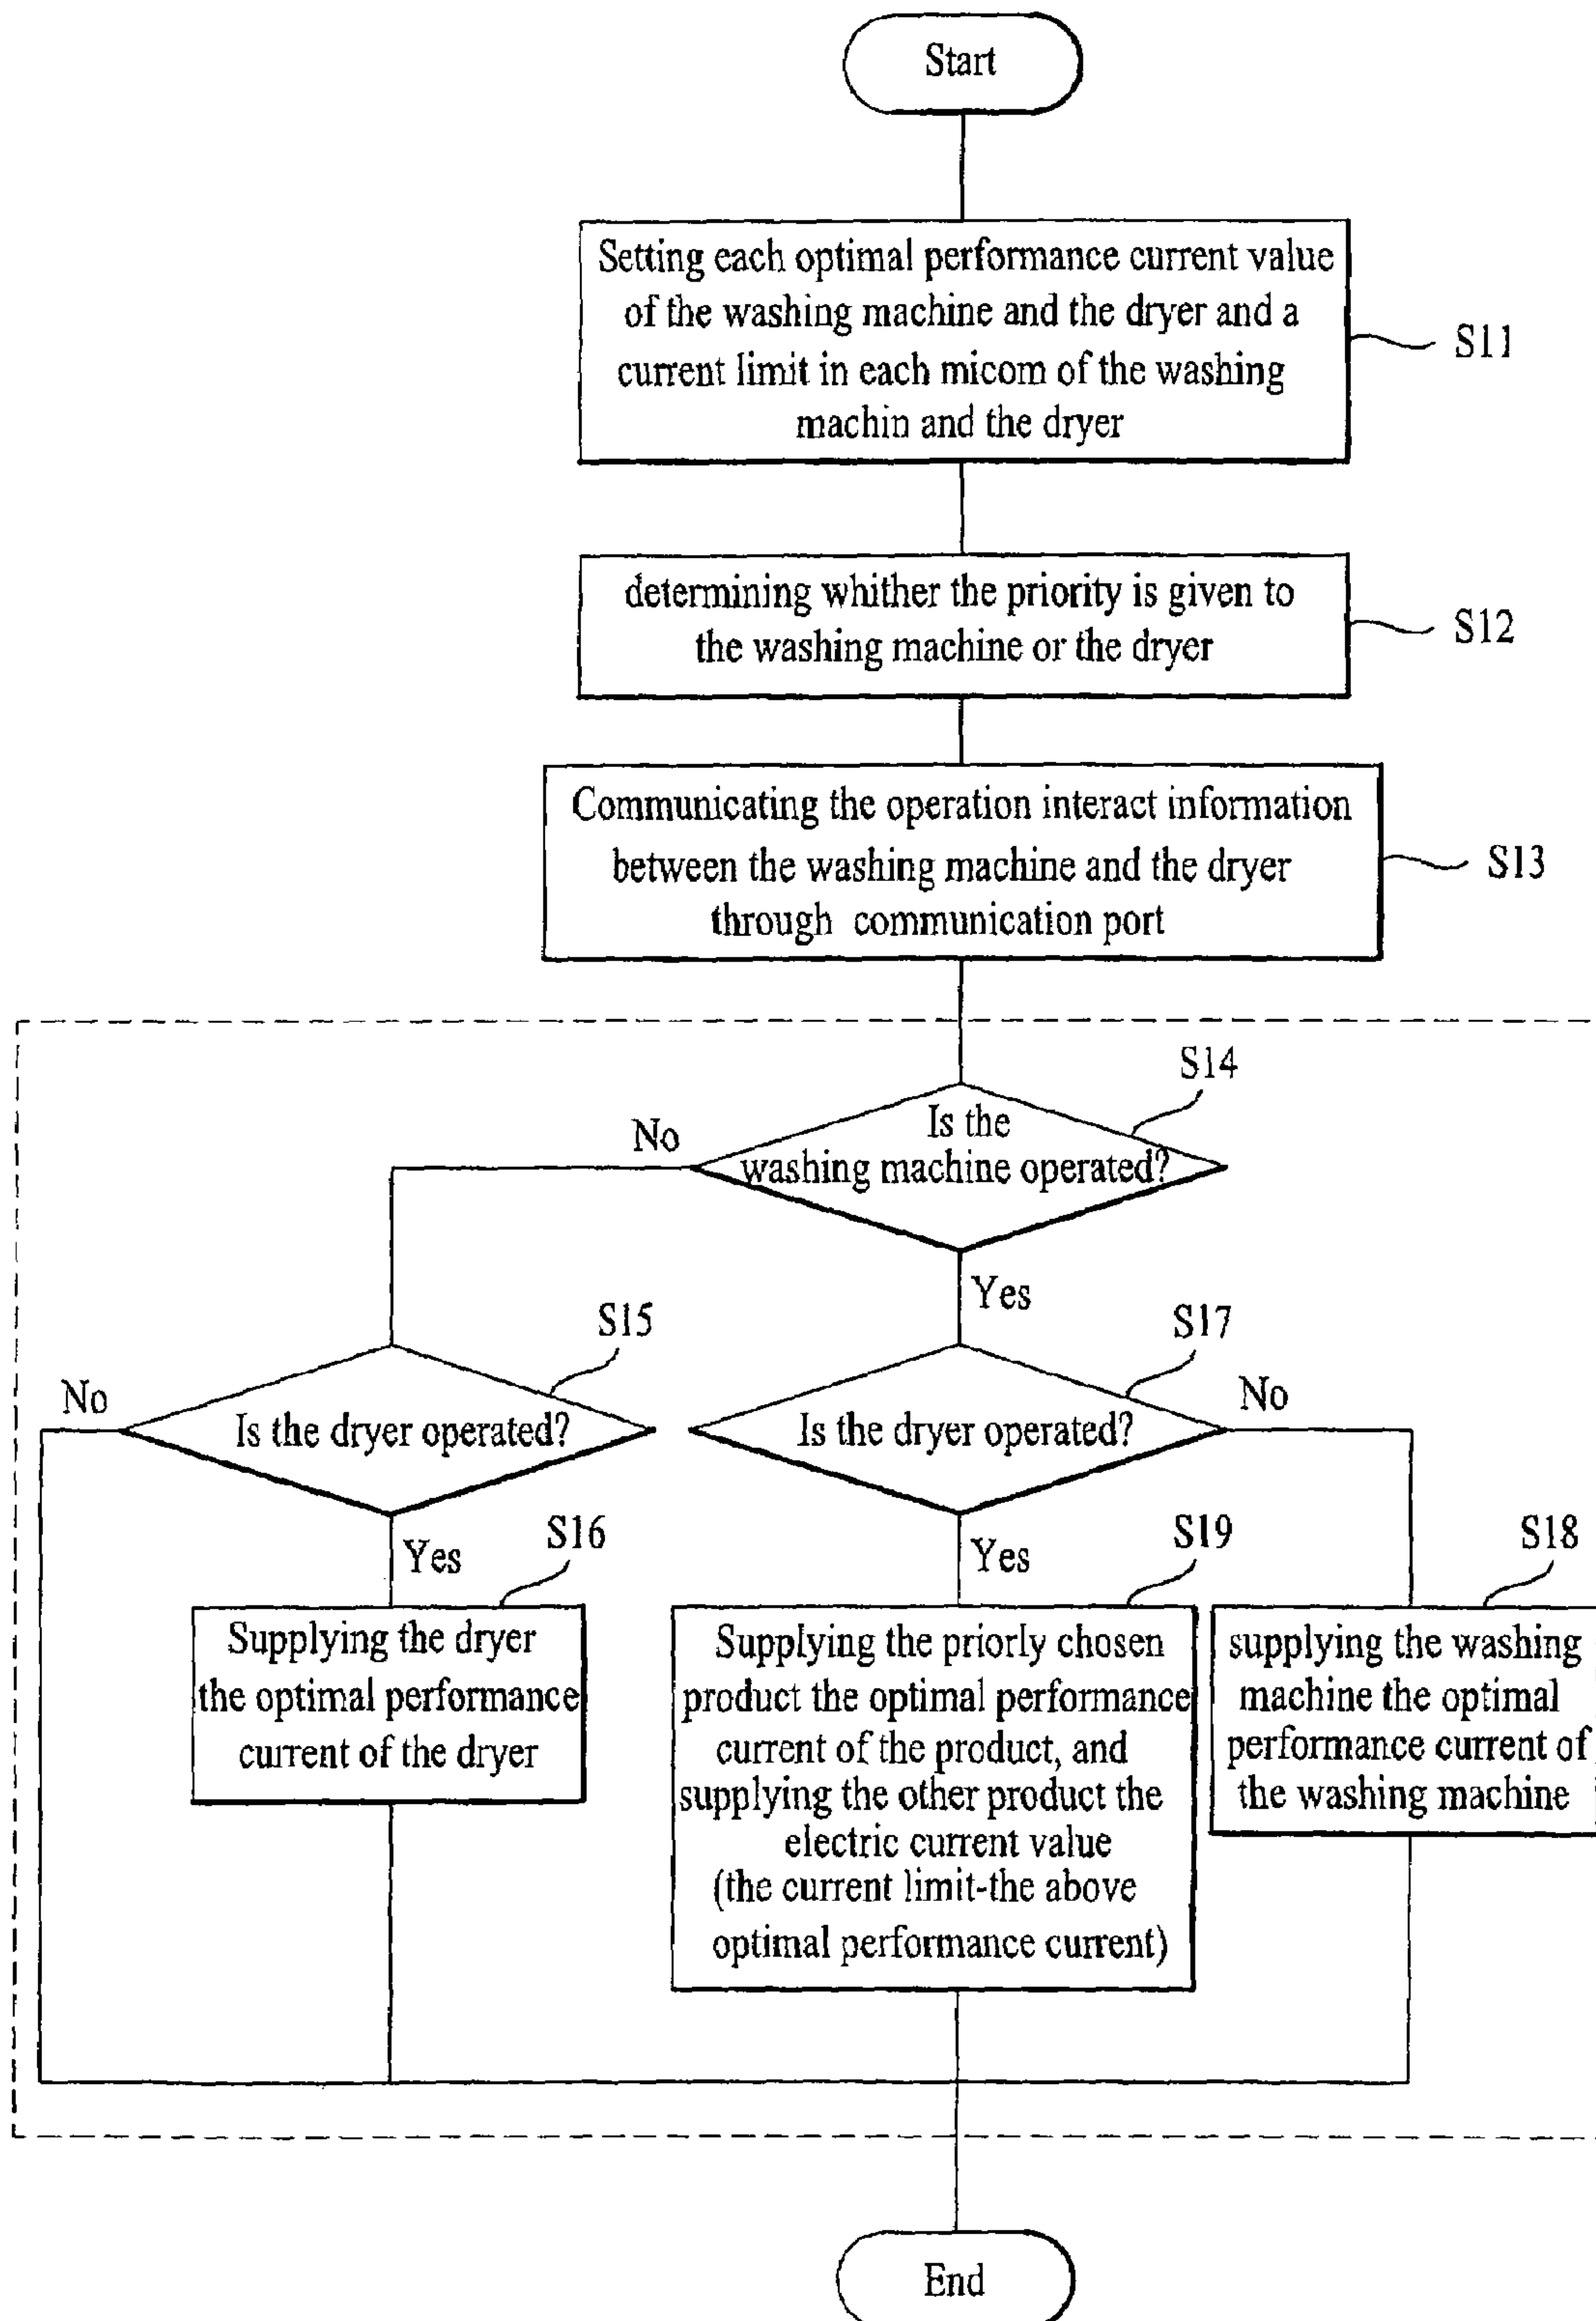 Start
Setting each optimal performance current value
of the washing machine and the dryer and a
current limit in each micom of the washing
machin and the dryer
S11
determining whither the priority is given to
the washing machine or the dryer
S12
Communicating the operation interact information
between the washing machine and the dryer
through communication port
S13
S14
Is the
washing machine operated?
No
Yes
S15
Is the dryer operated?
No
Yes
S17
Is the dryer operated?
No
Yes
S16
Supplying the dryer
the optimal performance
current of the dryer
S19
Supplying the priorly chosen
product the optimal performance
current of the product, and
supplying the other product the
electric current value
(the current limit-the above
optimal performance current)
S18
supplying the washing
machine the optimal
performance current of
the washing machine
End